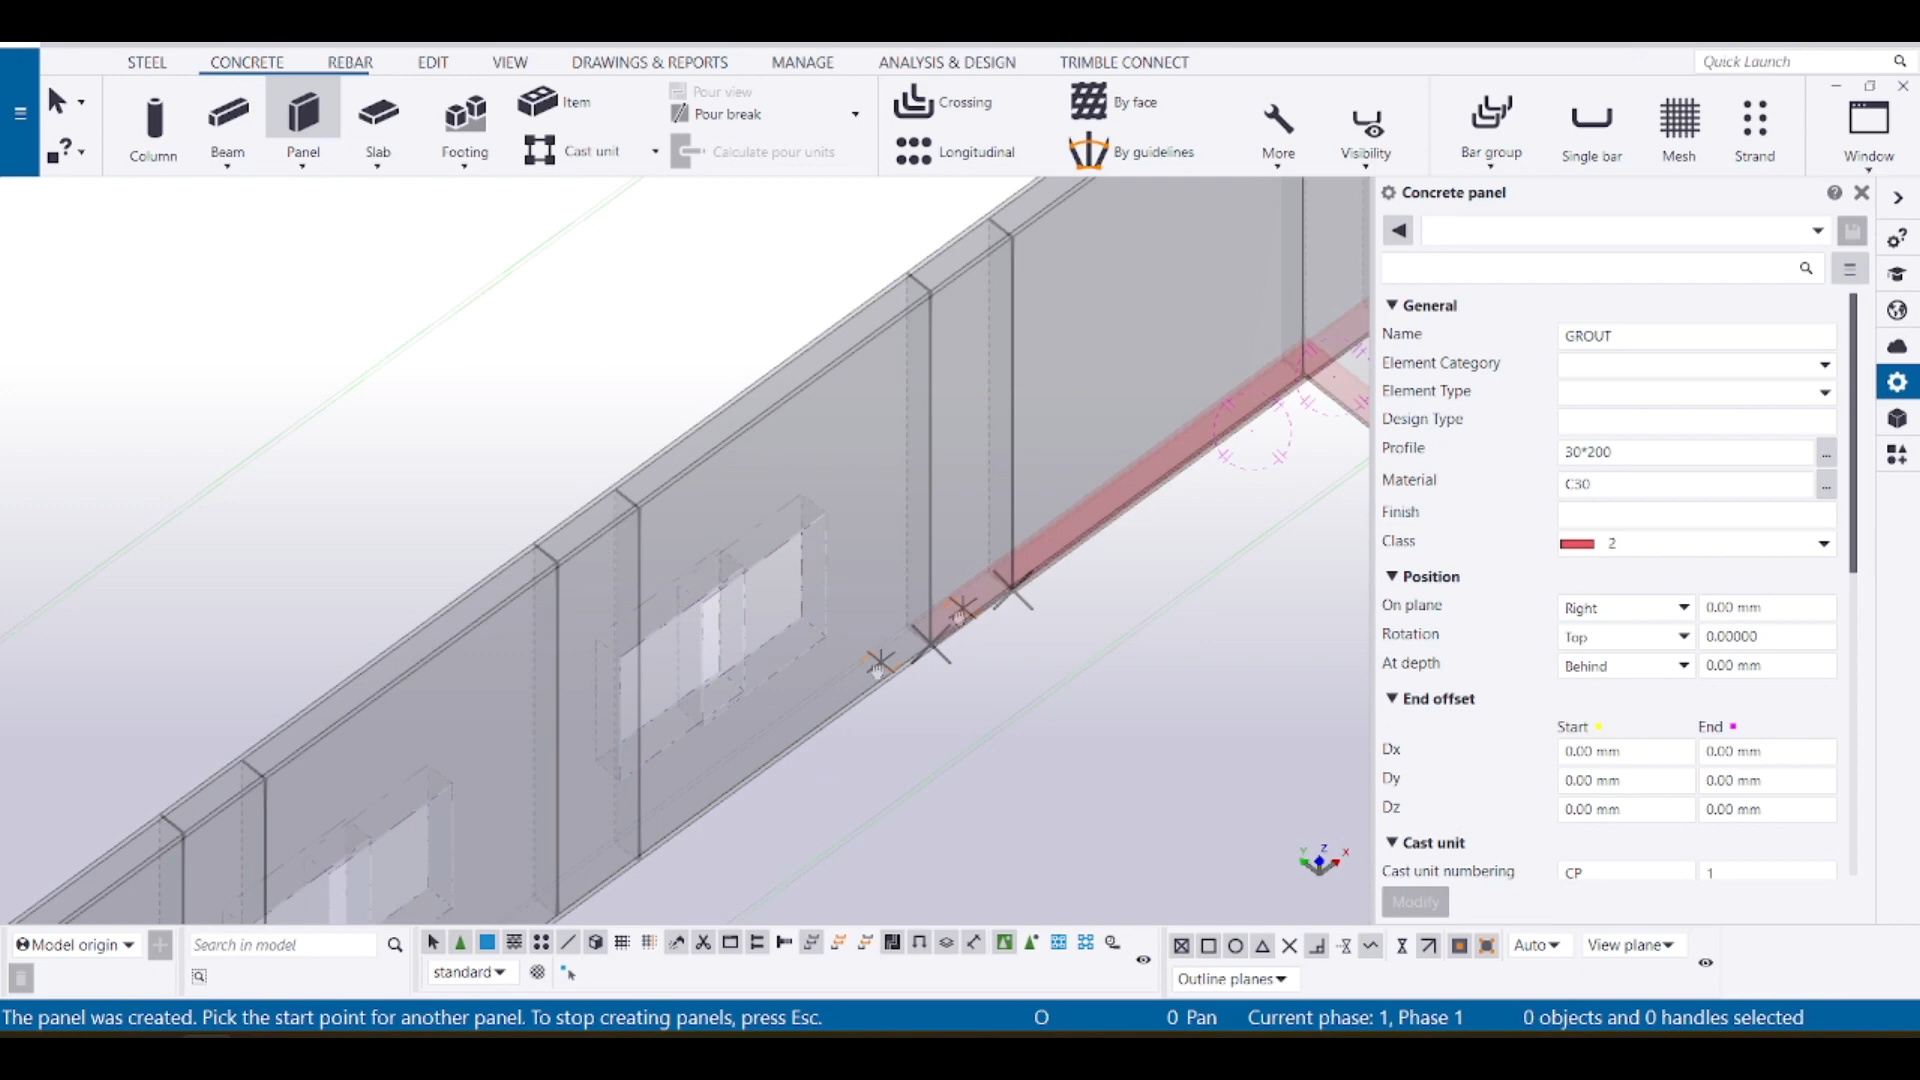 STEEL CONCRETE REBAR EDIT VIEW DRAWINGS & REPORTS MANAGE ANALYSIS & DESIGN TRIMBLE CONNECT Quick Launch
Column Beam Panel Slab Footing
Item
Cast unit
Pour view
Pour break
Calculate pour units
Crossing
Longitudinal
By face
By guidelines
More Visibility Bar group Single bar Mesh Strand Window
Concrete panel
General
Name GROUT
Element Category
Element Type
Design Type
Profile 30*200 ...
Material C30 ...
Finish
Class 2
Position
On plane Right 0.00 mm
Rotation Top 0.00000
At depth Behind 0.00 mm
End offset
Start End
Dx 0.00 mm 0.00 mm
Dy 0.00 mm 0.00 mm
Dz 0.00 mm 0.00 mm
Cast unit
Cast unit numbering CP 1
Modify
Y Z X
Model origin Search in model
standard
Auto View plane
Outline planes
The panel was created. Pick the start point for another panel. To stop creating panels, press Esc. O 0 Pan Current phase: 1, Phase 1 0 objects and 0 handles selected